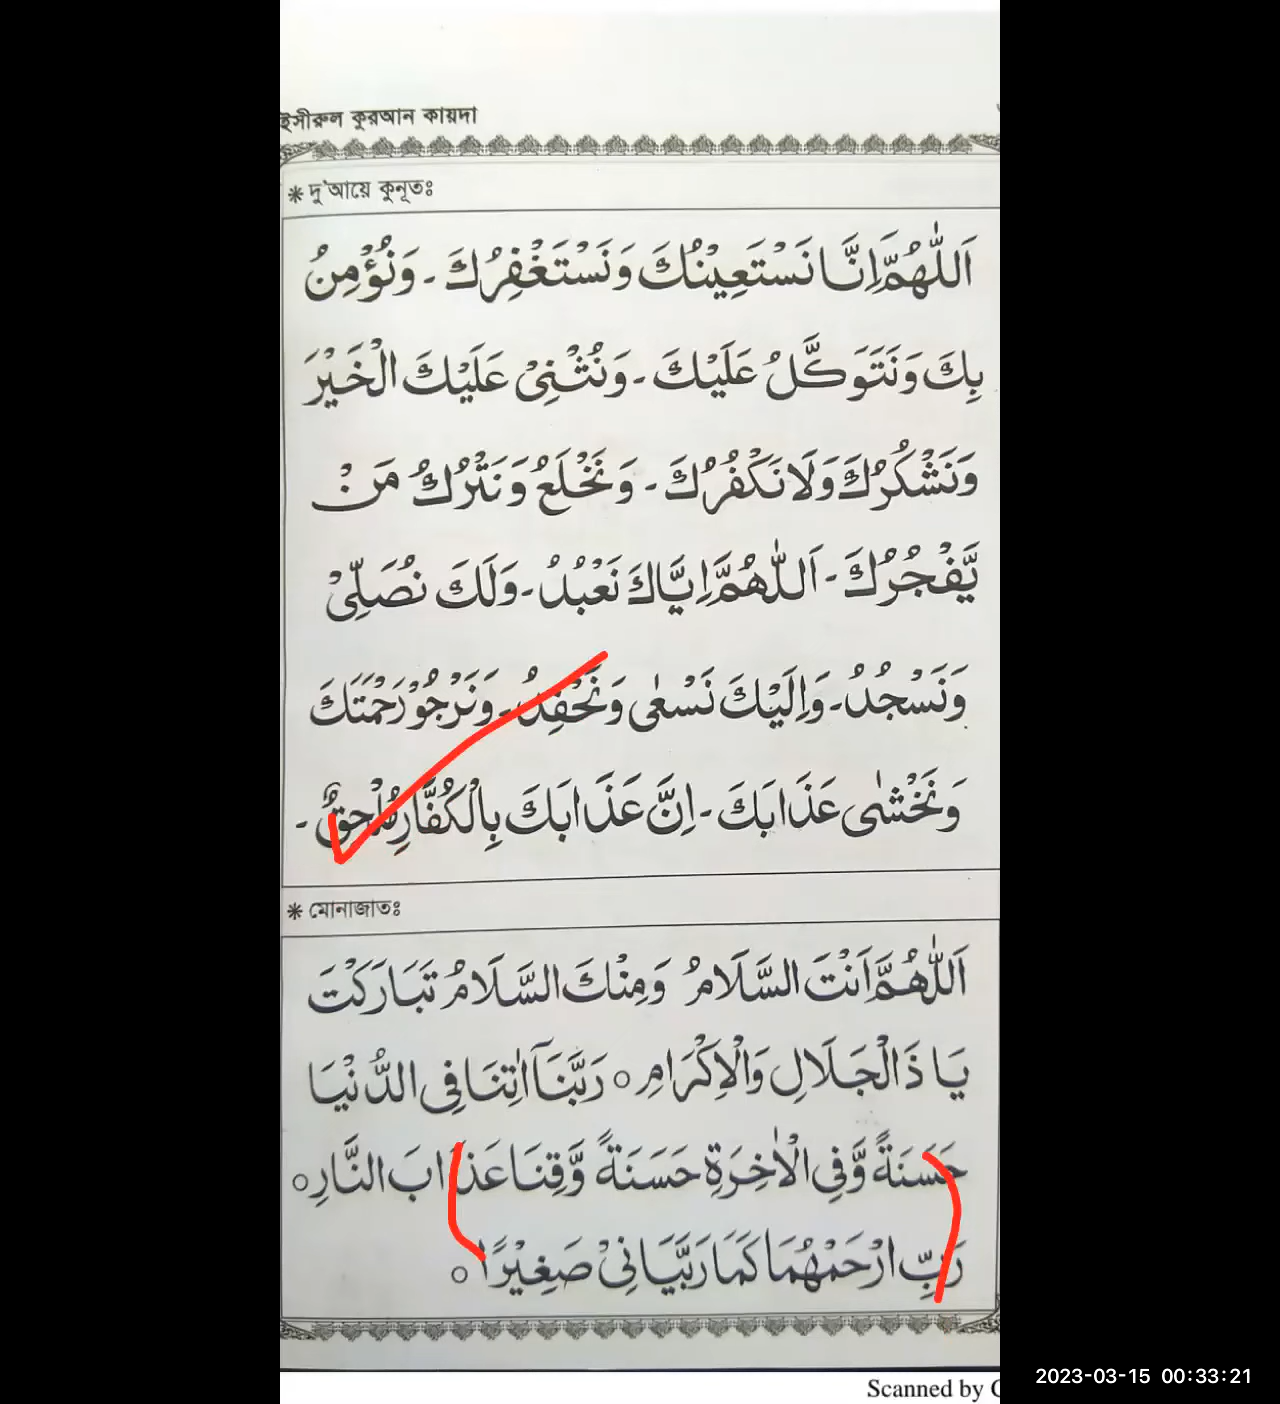 ইসীরুল কুরআন কায়দা
* দু'আয়ে কুনূতঃ
اَللّٰهُمَّ اِنَّا نَسْتَعِيْنُكَ وَنَسْتَغْفِرُكَ - وَنُؤْمِنُ
بِكَ وَنَتَوَكَّلُ عَلَيْكَ - وَنُثْنِىْ عَلَيْكَ الْخَيْرَ
وَنَشْكُرُكَ وَلَا نَكْفُرُكَ - وَنَخْلَعُ وَنَتْرُكُ مَنْ
يَّفْجُرُكَ - اَللّٰهُمَّ اِيَّاكَ نَعْبُدُ - وَلَكَ نُصَلِّىْ
وَنَسْجُدُ - وَاِلَيْكَ نَسْعٰى وَنَحْفِدُ - وَنَرْجُوْ رَحْمَتَكَ
وَنَخْشٰى عَذَابَكَ - اِنَّ عَذَابَكَ بِالْكُفَّارِ مُلْحِقٌ -
* মোনাজাতঃ
اَللّٰهُمَّ اَنْتَ السَّلَامُ وَمِنْكَ السَّلَامُ تَبَارَكْتَ
يَا ذَالْجَلَالِ وَالْاِكْرَامِ ○ رَبَّنَآ اٰتِنَا فِى الدُّنْيَا
حَسَنَةً وَّفِى الْاٰخِرَةِ حَسَنَةً وَّقِنَا عَذَابَ النَّارِ ○
رَبِّ ارْحَمْهُمَا كَمَا رَبَّيَانِىْ صَغِيْرًا ○
Scanned by
2023-03-15 00:33:21